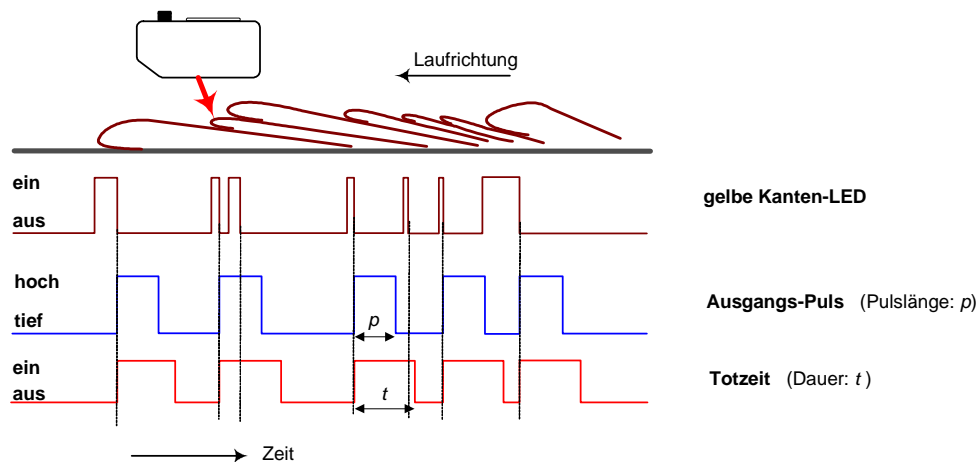 Laufrichtung
ein
aus
gelbe Kanten-LED
hoch
tief
p
Ausgangs-Puls (Pulslänge: p)
ein
aus
t
Totzeit (Dauer: t )
Zeit